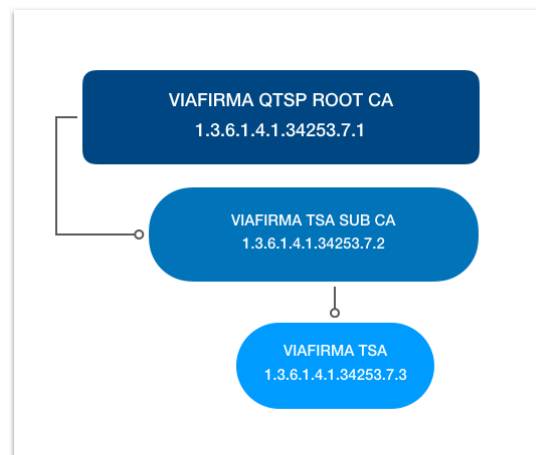 VIAFIRMA QTSP ROOT CA
1.3.6.1.4.1.34253.7.1
VIAFIRMA TSA SUB CA
1.3.6.1.4.1.34253.7.2
VIAFIRMA TSA
1.3.6.1.4.1.34253.7.3